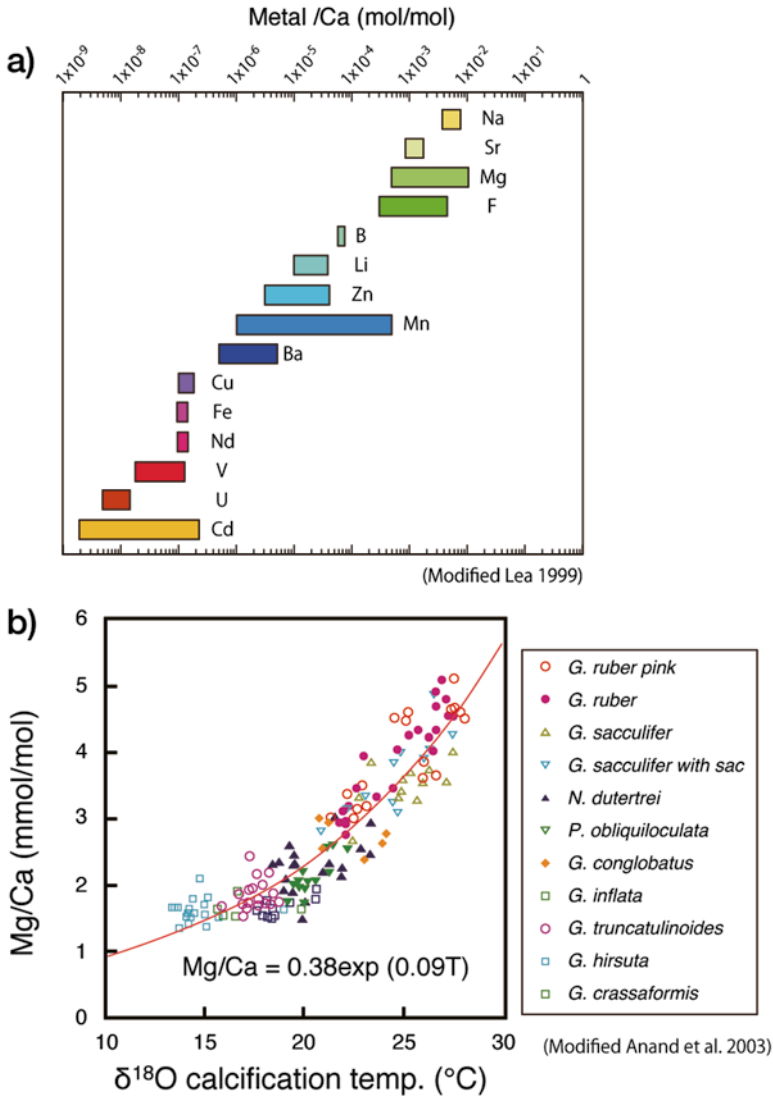 Metal /Ca (mol/mol)
1x10⁻⁹ 1x10⁻⁸ 1x10⁻⁷ 1x10⁻⁶ 1x10⁻⁵ 1x10⁻⁴ 1x10⁻³ 1x10⁻² 1x10⁻¹ 1
a)
Na
Sr
Mg
F
B
Li
Zn
Mn
Ba
Cu
Fe
Nd
V
U
Cd
(Modified Lea 1999)
b)
Mg/Ca (mmol/mol)
6
5
4
3
2
1
0
Mg/Ca = 0.38exp (0.09T)
10 15 20 25 30
δ¹⁸O calcification temp. (°C)
G. ruber pink
G. ruber
G. sacculifer
G. sacculifer with sac
N. dutertrei
P. obliquiloculata
G. conglobatus
G. inflata
G. truncatulinoides
G. hirsuta
G. crassaformis
(Modified Anand et al. 2003)